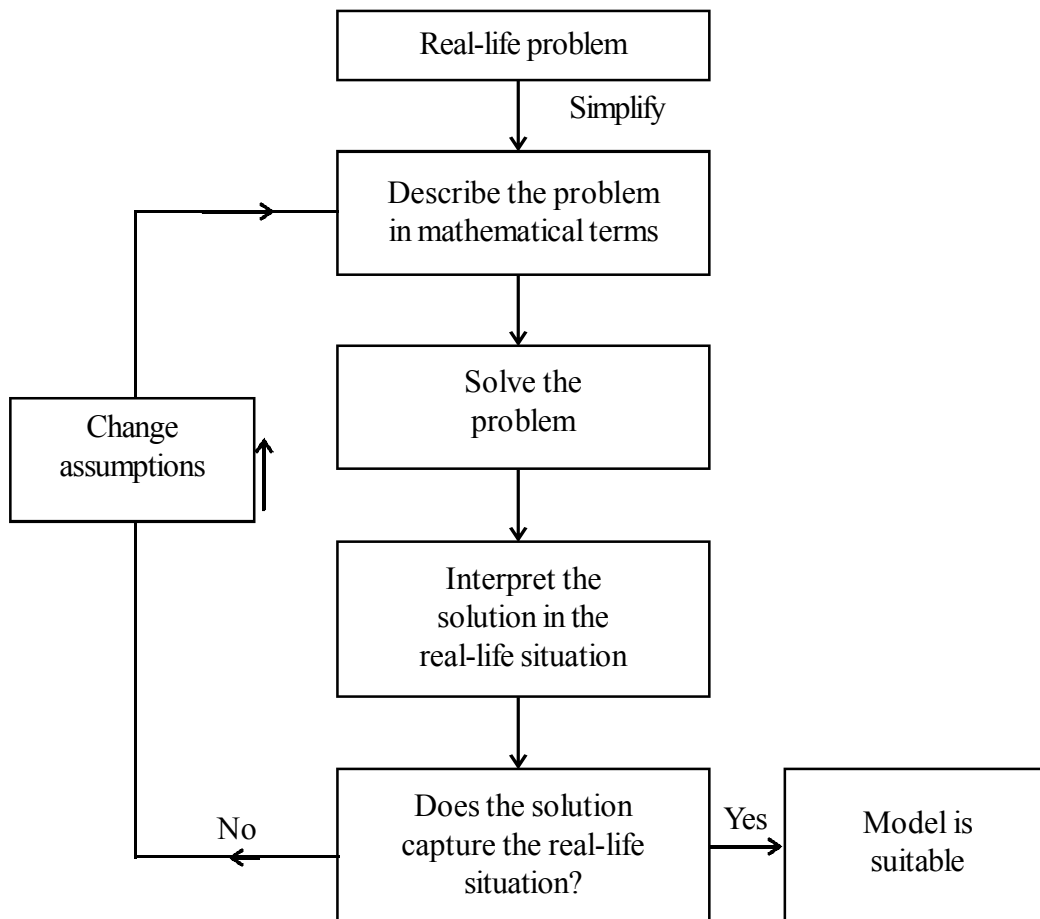 Real-life problem
Simplify
Describe the problem
in mathematical terms
Solve the
problem
Change
assumptions
Interpret the
solution in the
real-life situation
Does the solution
capture the real-life
situation?
No
Yes
Model is
suitable